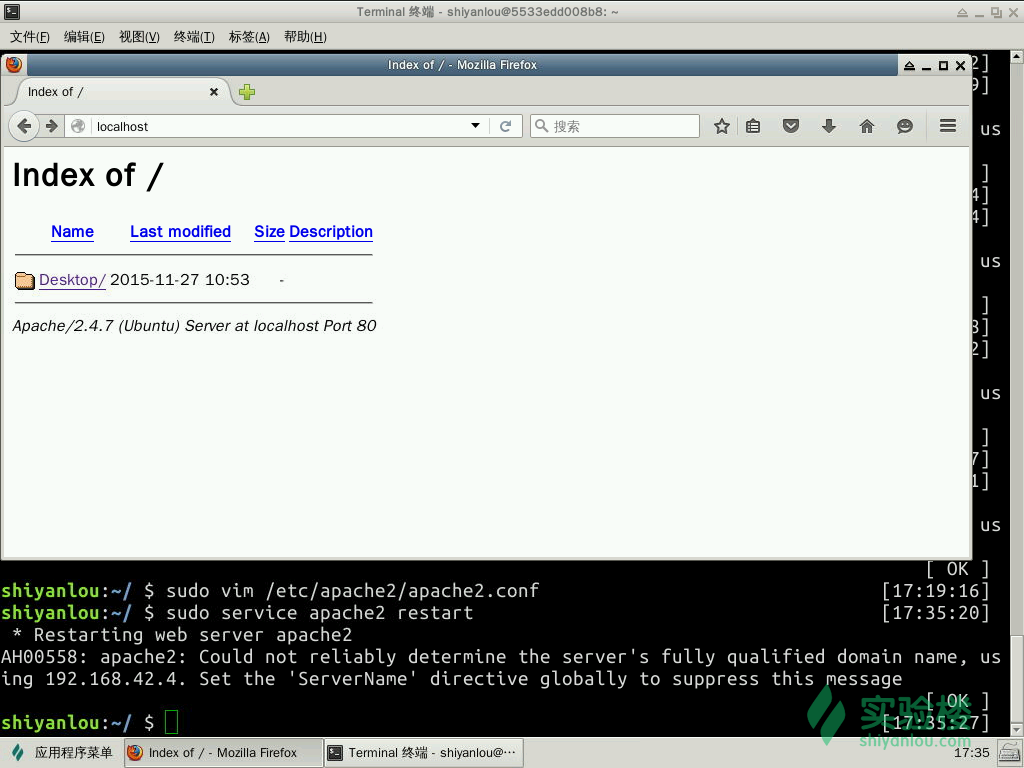 Terminal 终端 - shiyanlou@5533edd008b8: ~
文件(F) 编辑(E) 视图(V) 终端(T) 标签(A) 帮助(H)
Index of / - Mozilla Firefox
Index of /
localhost
搜索
Index of /
Name Last modified Size Description
Desktop/ 2015-11-27 10:53 -
Apache/2.4.7 (Ubuntu) Server at localhost Port 80
2]
9]
us
]
4]
4]
us
]
3]
2]
us
]
7]
1]
us
[ OK ]
shiyanlou:~/ $ sudo vim /etc/apache2/apache2.conf [17:19:16]
shiyanlou:~/ $ sudo service apache2 restart [17:35:20]
* Restarting web server apache2
AH00558: apache2: Could not reliably determine the server's fully qualified domain name, us
ing 192.168.42.4. Set the 'ServerName' directive globally to suppress this message
[ OK ]
shiyanlou:~/ $ [17:35:27]
实验楼
shiyanlou.com
应用程序菜单 Index of / - Mozilla Firefox Terminal 终端 - shiyanlou@··· 17:35